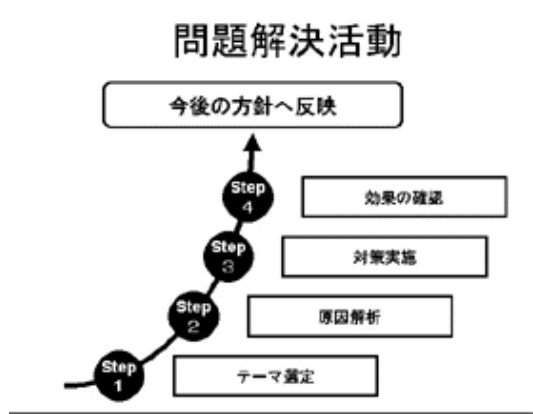 問題解決活動
今後の方針へ反映
Step
4
効果の確認
Step
3
対策実施
Step
2
原因解析
Step
1
テーマ選定